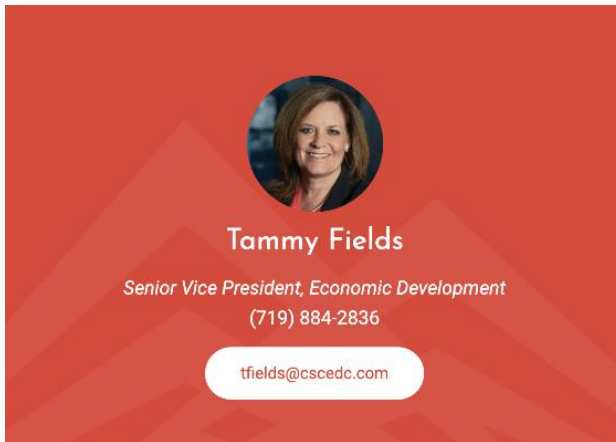 Tammy Fields
Senior Vice President, Economic Development
(719) 884-2836
tfields@cscedc.com